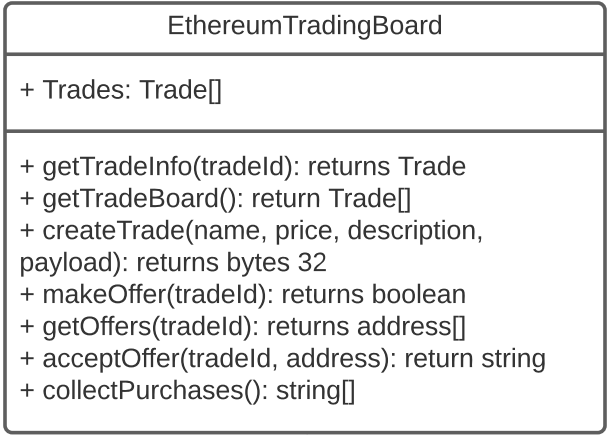 EthereumTradingBoard
+ Trades: Trade[]
+ getTradeInfo(tradeId): returns Trade
+ getTradeBoard(): return Trade[]
+ createTrade(name, price, description,
payload): returns bytes 32
+ makeOffer(tradeId): returns boolean
+ getOffers(tradeId): returns address[]
+ acceptOffer(tradeId, address): return string
+ collectPurchases(): string[]